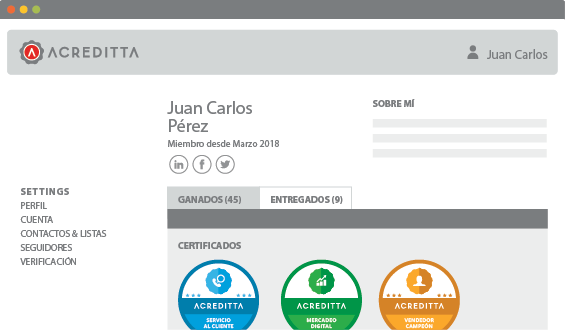 ACREDITTA
Juan Carlos
Juan Carlos
Pérez
Miembro desde Marzo 2018
in f
SOBRE MÍ
SETTINGS
PERFIL
CUENTA
CONTACTOS & LISTAS
SEGUIDORES
VERIFICACIÓN
GANADOS (45)
ENTREGADOS (9)
CERTIFICADOS
ACREDITTA
SERVICIO
AL CLIENTE
ACREDITTA
MERCADEO
DIGITAL
ACREDITTA
VENDEDOR
CAMPEÓN